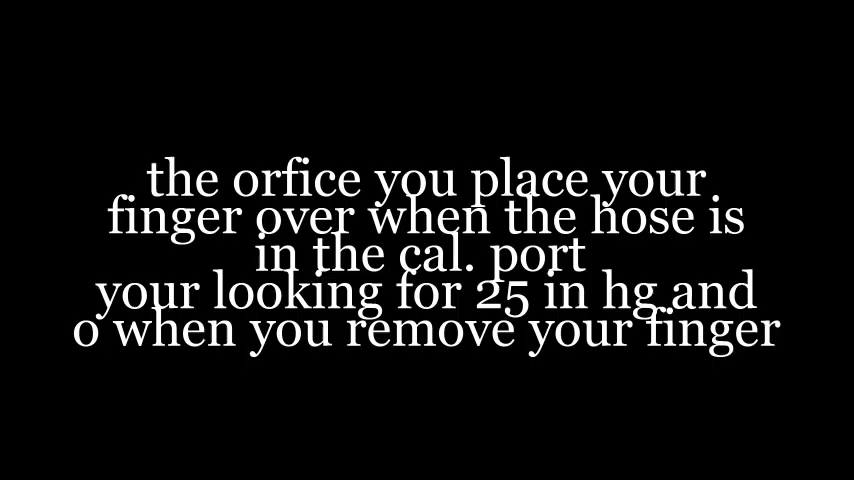 the orfice you place your
finger over when the hose is
in the cal. port
your looking for 25 in hg and
0 when you remove your finger